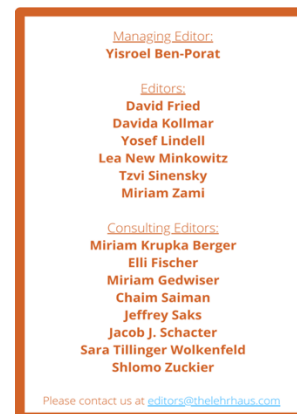 Managing Editor:
Yisroel Ben-Porat
Editors:
David Fried
Davida Kollmar
Yosef Lindell
Lea New Minkowitz
Tzvi Sinensky
Miriam Zami
Consulting Editors:
Miriam Krupka Berger
Elli Fischer
Miriam Gedwiser
Chaim Saiman
Jeffrey Saks
Jacob J. Schacter
Sara Tillinger Wolkenfeld
Shlomo Zuckier
Please contact us at editors@thelehrhaus.com